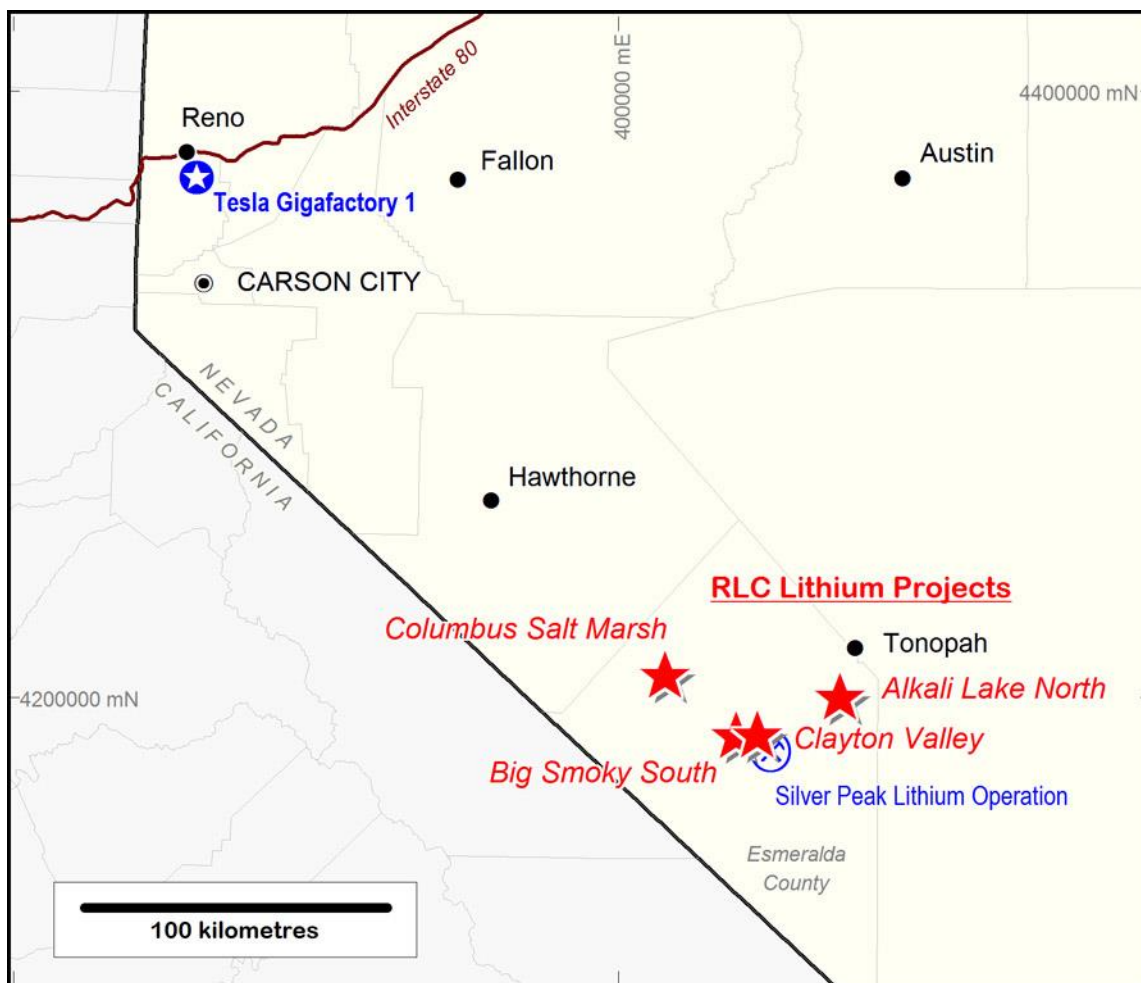 400000 mE
4400000 mN
Interstate 80
Reno
Fallon
Austin
Tesla Gigafactory 1
CARSON CITY
NEVADA
CALIFORNIA
Hawthorne
RLC Lithium Projects
Columbus Salt Marsh
Tonopah
4200000 mN
Alkali Lake North
Clayton Valley
Big Smoky South
Silver Peak Lithium Operation
Esmeralda
County
100 kilometres